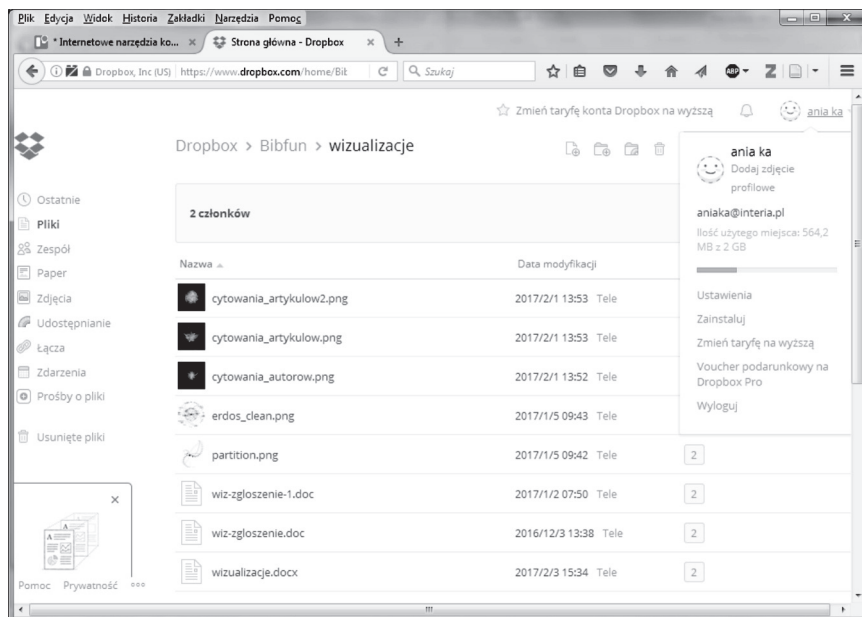 Plik Edycja Widok Historia Zakładki Narzędzia Pomoc
* Internetowe narzędzia ko... × Strona główna - Dropbox × +
Dropbox, Inc (US) https://www.dropbox.com/home/Bib Szukaj ABP Z
Zmień taryfę konta Dropbox na wyższą ania ka
Dropbox > Bibfun > wizualizacje
ania ka
Dodaj zdjęcie
profilowe
aniaka@interia.pl
Ilość użytego miejsca: 564,2
MB z 2 GB
Ustawienia
Zainstaluj
Zmień taryfę na wyższą
Voucher podarunkowy na
Dropbox Pro
Wyloguj
Ostatnie
Pliki
Zespół
Paper
Zdjęcia
Udostępnianie
Łącza
Zdarzenia
Prośby o pliki
Usunięte pliki
2 członków
Nazwa Data modyfikacji
cytowania_artykulow2.png 2017/2/1 13:53 Tele
cytowania_artykulow.png 2017/2/1 13:53 Tele
cytowania_autorow.png 2017/2/1 13:52 Tele
erdos_clean.png 2017/1/5 09:43 Tele
partition.png 2017/1/5 09:42 Tele 2
wiz-zgloszenie-1.doc 2017/1/2 07:50 Tele 2
wiz-zgloszenie.doc 2016/12/3 13:38 Tele 2
wizualizacje.docx 2017/2/3 15:34 Tele 2
Pomoc Prywatność